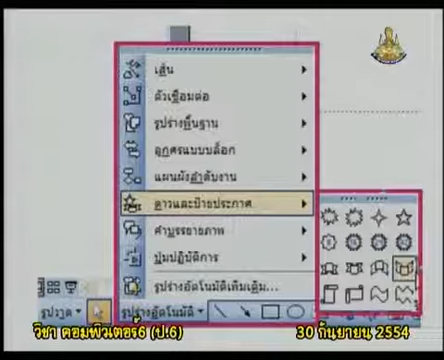 เส้น
ตัวเชื่อมต่อ
รูปร่างพื้นฐาน
ลูกศรแบบบล็อก
แผนผังลำดับงาน
ดาวและป้ายประกาศ
คำบรรยายภาพ
ปุ่มปฏิบัติการ
รูปร่างอัตโนมัติเพิ่มเติม...
รูปวาด รูปร่างอัตโนมัติ
วิชา คอมพิวเตอร์6 (ป.6) 30 กันยายน 2554